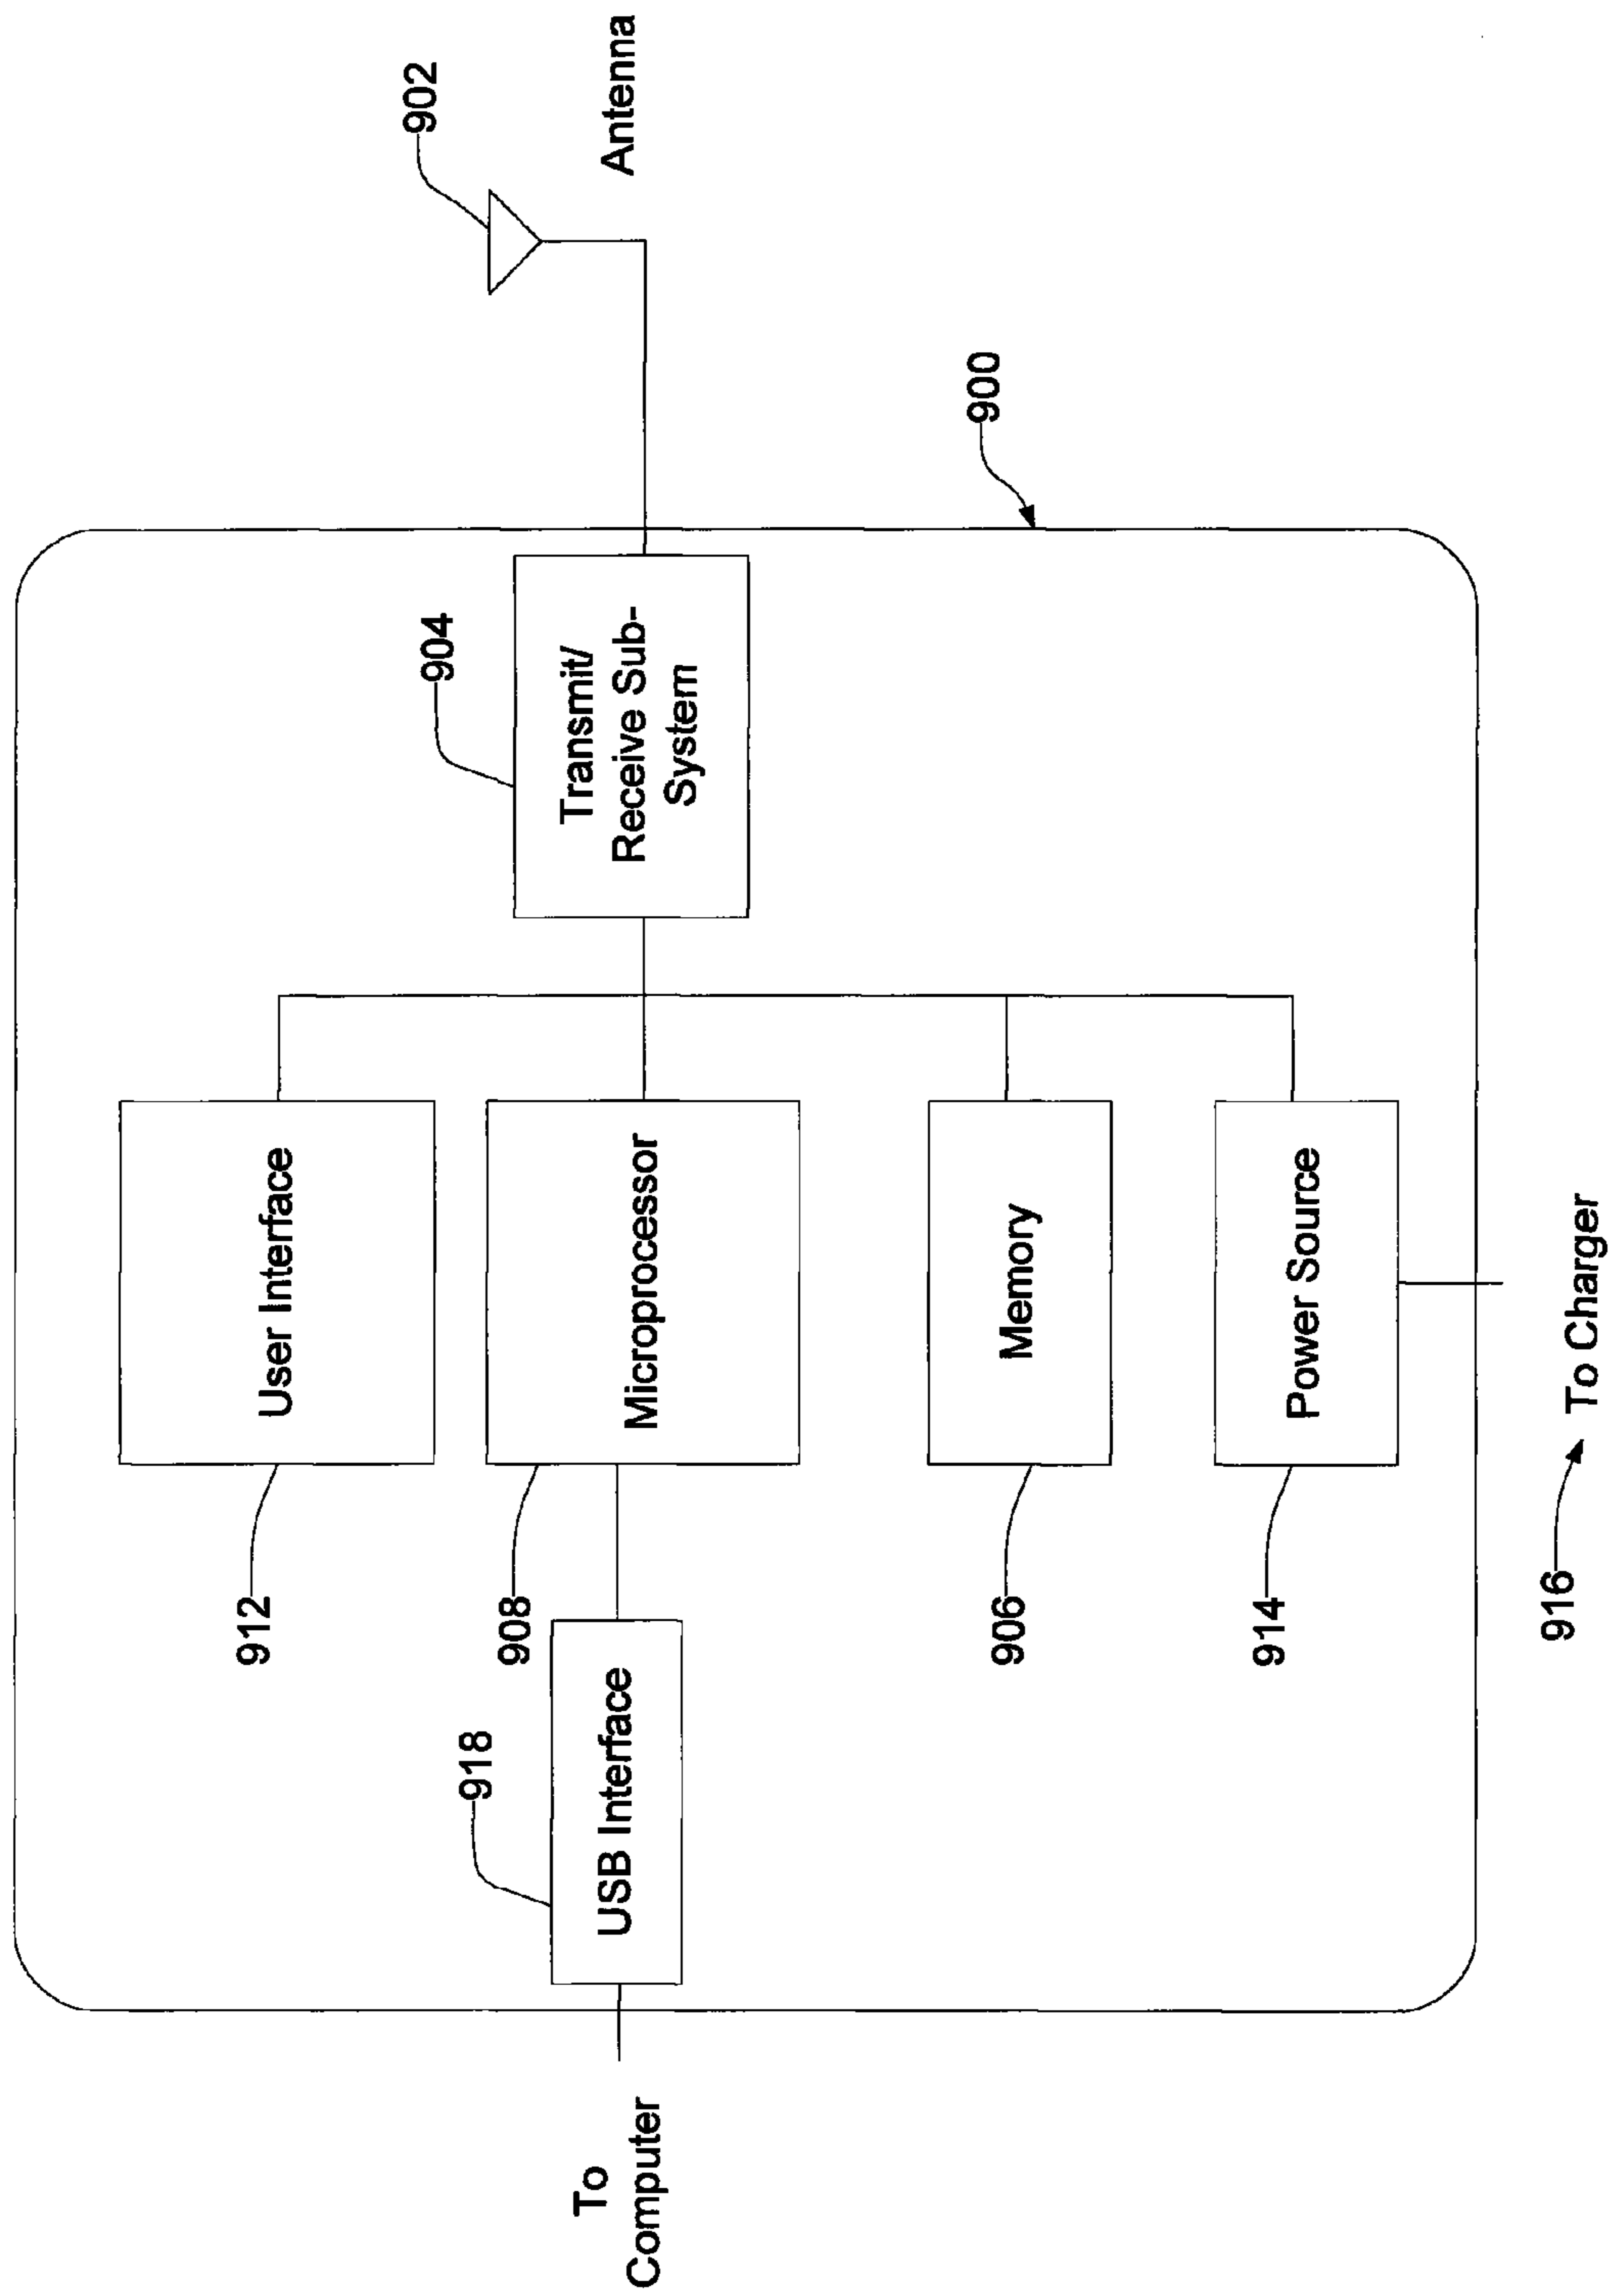 902
Antenna
900
904
Transmit/
Receive Sub-
System
User Interface
912
Microprocessor
908
Memory
906
Power Source
914
916
To Charger
918
USB Interface
To
Computer